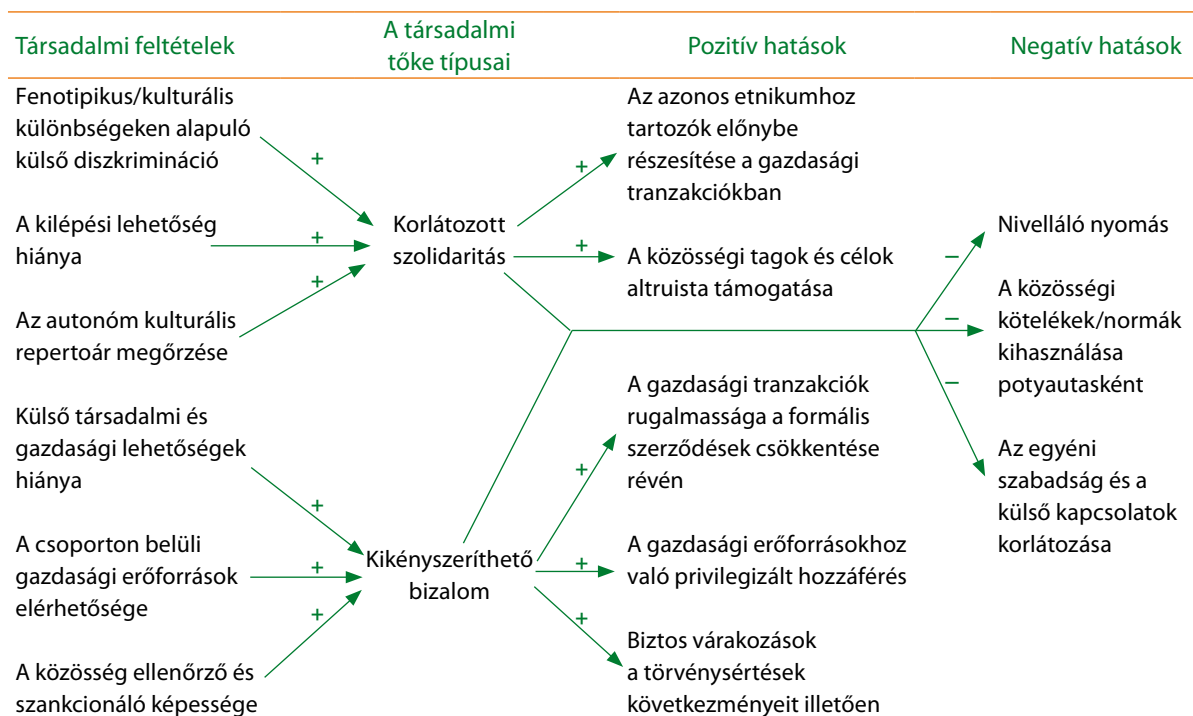 Társadalmi feltételek
A társadalmi
tőke típusai
Pozitív hatások
Negatív hatások
Fenotipikus/kulturális
különbségeken alapuló
külső diszkrimináció
A kilépési lehetőség
hiánya
Az autonóm kulturális
repertoár megőrzése
Külső társadalmi és
gazdasági lehetőségek
hiánya
A csoporton belüli
gazdasági erőforrások
elérhetősége
A közösség ellenőrző és
szankcionáló képessége
+
+
+
+
+
+
Korlátozott
szolidaritás
Kikényszeríthető
bizalom
+
+
+
+
+
Az azonos etnikumhoz
tartozók előnybe
részesítése a gazdasági
tranzakciókban
A közösségi tagok és célok
altruista támogatása
A gazdasági tranzakciók
rugalmassága a formális
szerződések csökkentése
révén
A gazdasági erőforrásokhoz
való privilegizált hozzáférés
Biztos várakozások
a törvénysértések
következményeit illetően
–
–
–
Nivelláló nyomás
A közösségi
kötelékek/normák
kihasználása
potyautasként
Az egyéni
szabadság és a
külső kapcsolatok
korlátozása